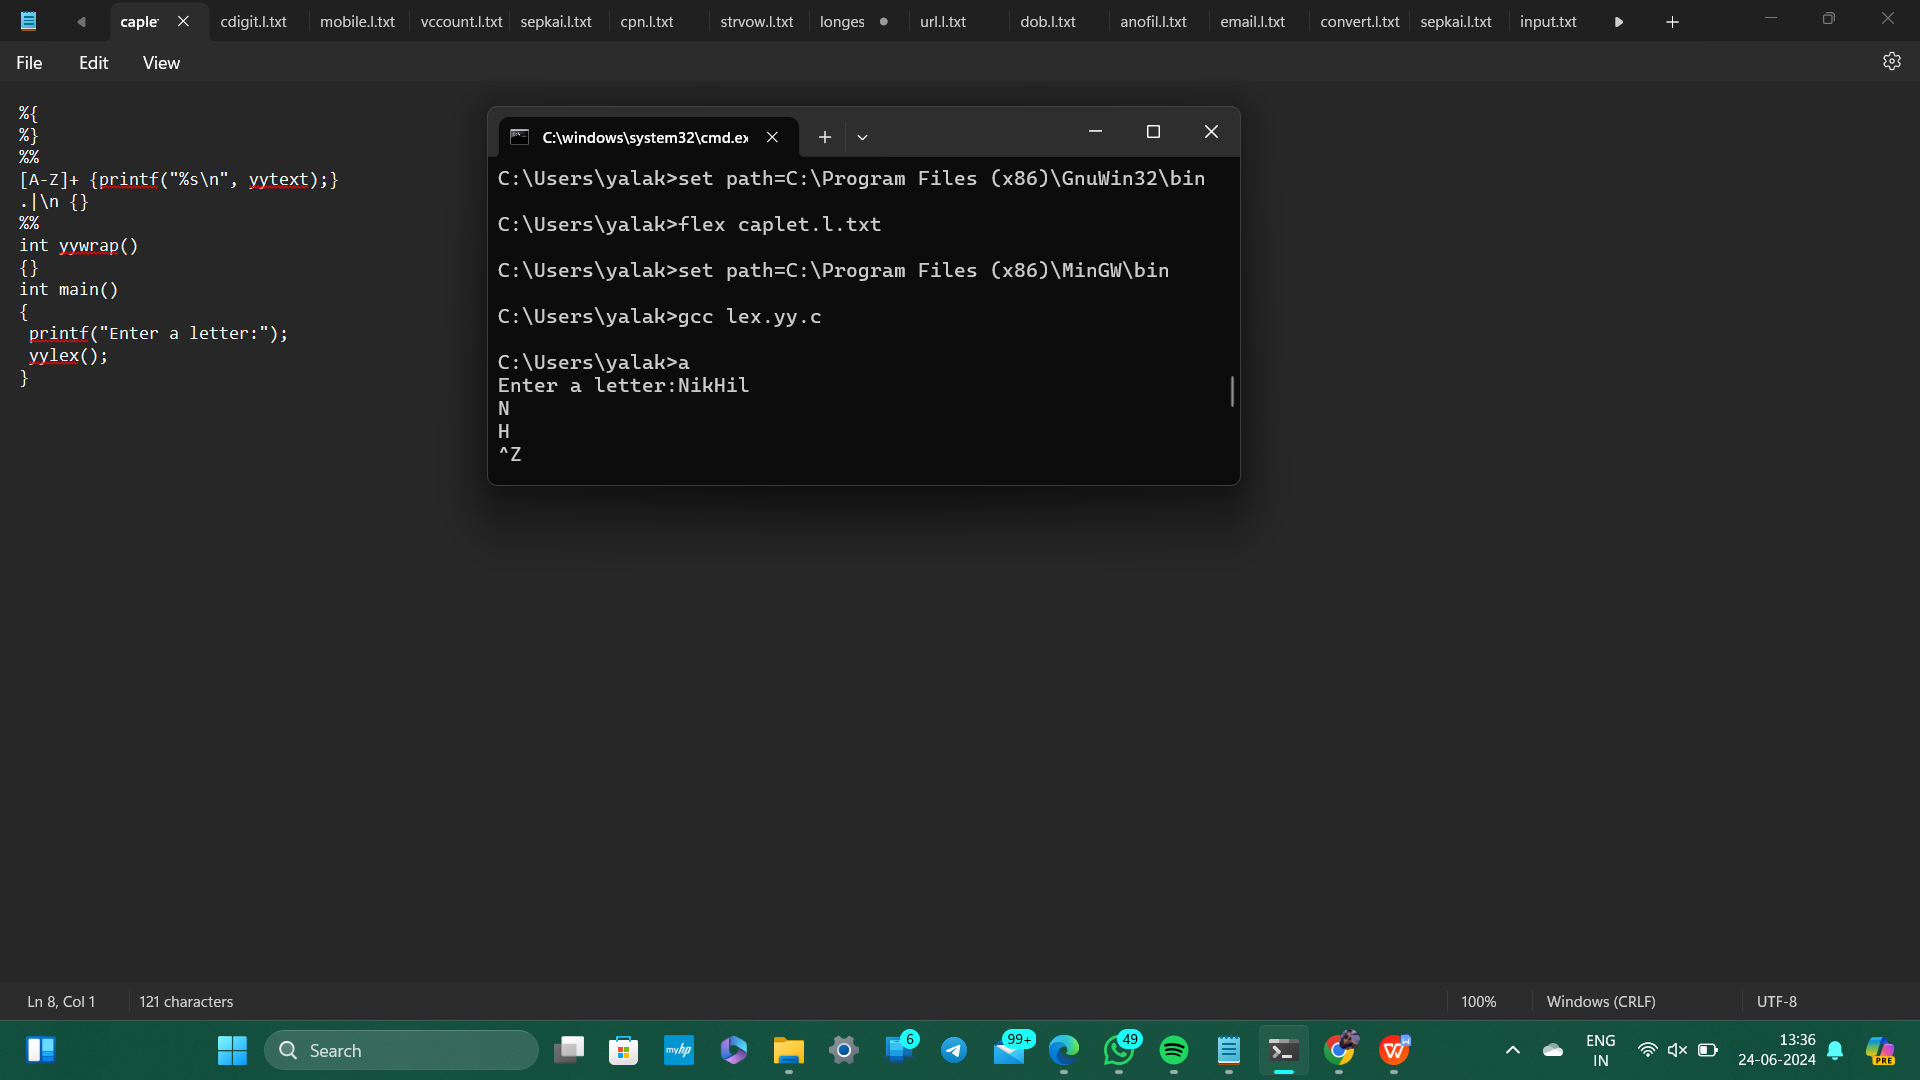 caplet
cdigit.l.txt
mobile.l.txt
vccount.l.txt
sepkai.l.txt
cpn.l.txt
strvow.l.txt
longes
url.l.txt
dob.l.txt
anofil.l.txt
email.l.txt
convert.l.txt
sepkai.l.txt
input.txt
File Edit View
%{
%}
%%
[A-Z]+ {printf("%s\n", yytext);}
.|\n {}
%%
int yywrap()
{}
int main()
{
printf("Enter a letter:");
yylex();
}
C:\windows\system32\cmd.ex
C:\Users\yalak>set path=C:\Program Files (x86)\GnuWin32\bin
C:\Users\yalak>flex caplet.l.txt
C:\Users\yalak>set path=C:\Program Files (x86)\MinGW\bin
C:\Users\yalak>gcc lex.yy.c
C:\Users\yalak>a
Enter a letter:NikHil
N
H
^Z
Ln 8, Col 1 121 characters 100% Windows (CRLF) UTF-8
Search
myhp
6
99+
49
ENG
IN
13:36
24-06-2024
PRE